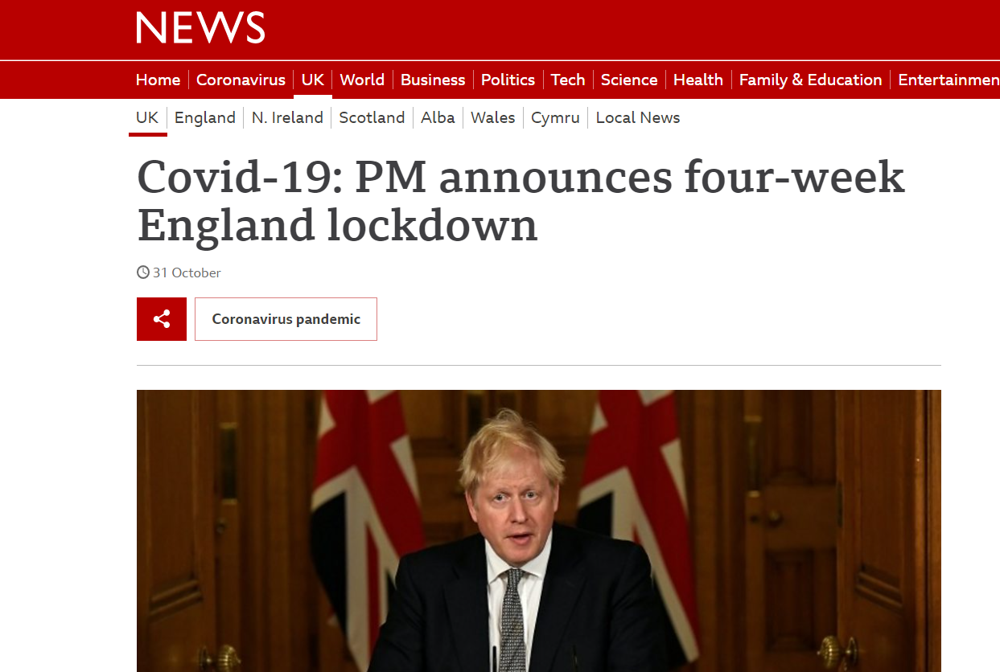 NEWS
Home Coronavirus UK World Business Politics Tech Science Health Family & Education Entertainmen
UK England N. Ireland Scotland Alba Wales Cymru Local News
Covid-19: PM announces four-week
England lockdown
31 October
Coronavirus pandemic